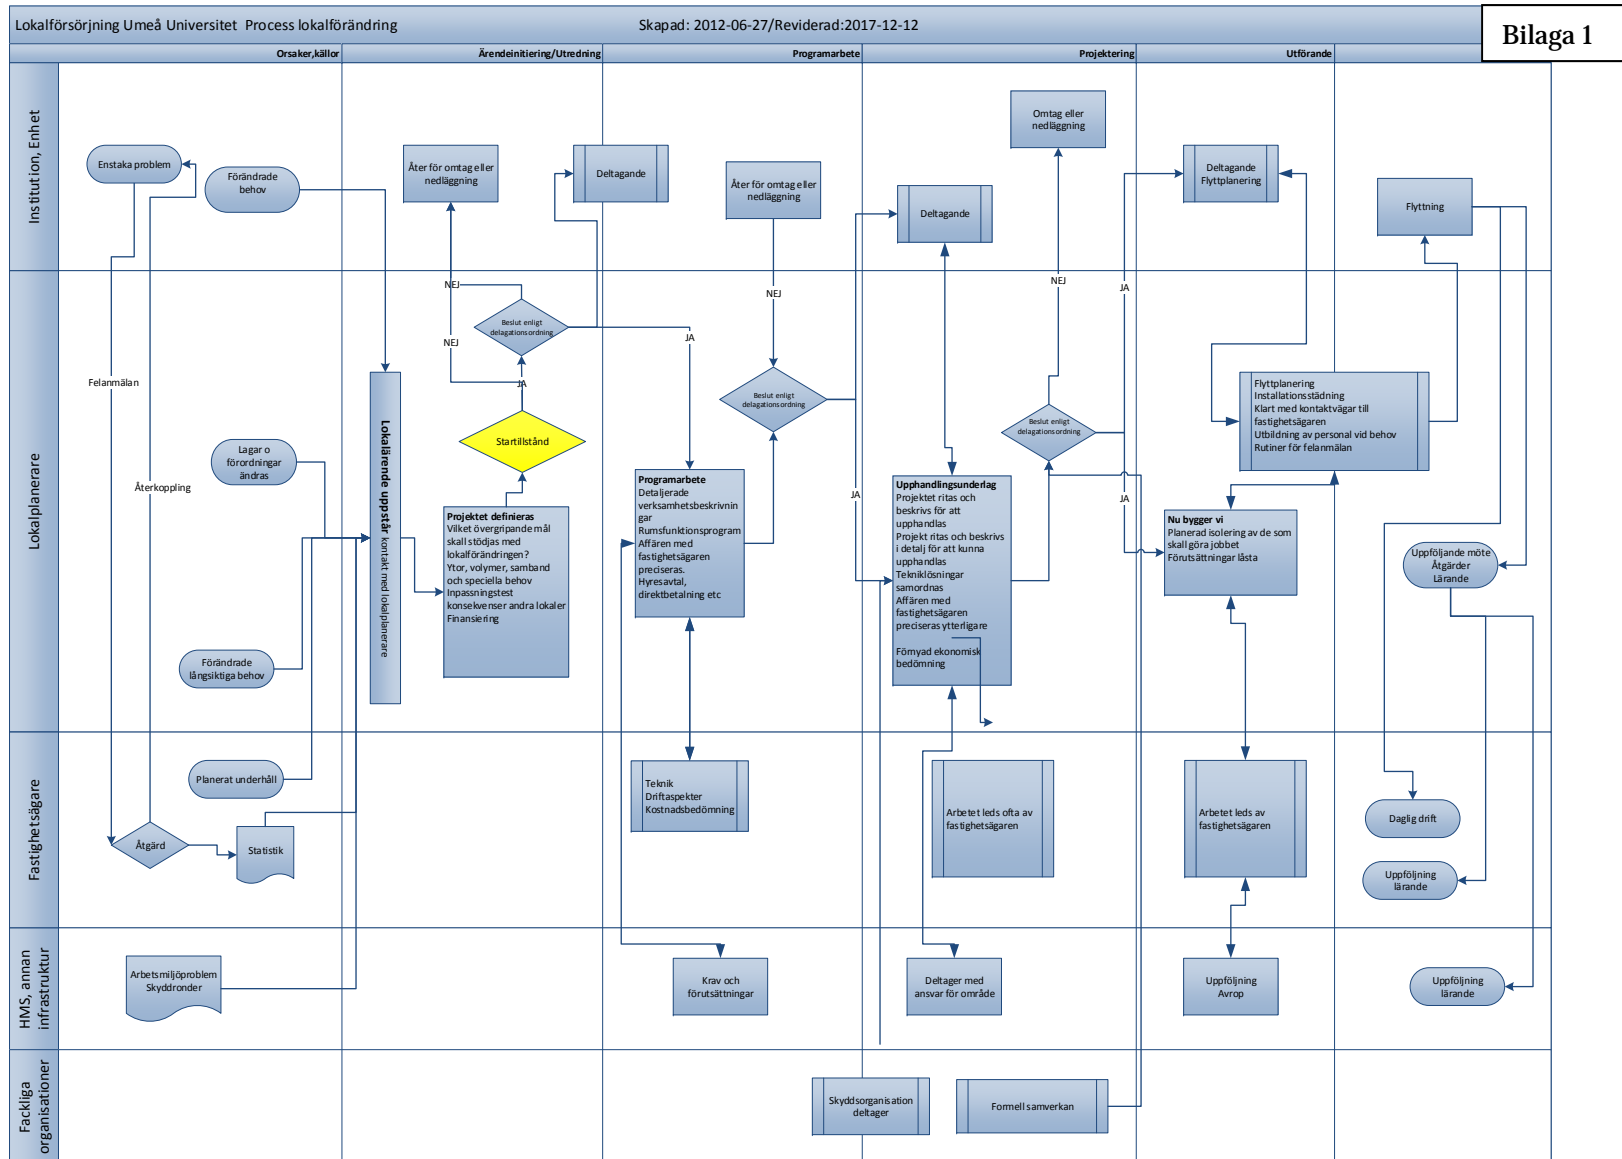 Lokalförsörjning Umeå Universitet  Process lokalförändring
Skapad: 2012-06-27/Reviderad:2017-12-12
Bilaga 1
Orsaker,källor
Ärendeinitiering/Utredning
Programarbete
Projektering
Utförande
Institution, Enhet
Enstaka problem
Förändrade
behov
Åter för omtag eller
nedläggning
Deltagande
Åter för omtag eller
nedläggning
Deltagande
Omtag eller
nedläggning
Deltagande
Flyttplanering
Flyttning
Lokalplanerare
Felanmälan
Återkoppling
Lagar o
förordningar
ändras
Förändrade
långsiktiga behov
Lokalärende uppstår kontakt med lokalplanerare
NEJ
NEJ
Beslut enligt
delagationsordning
JA
JA
Startillstånd
Projektet definieras
Vilket övergripande mål
skall stödjas med
lokalförändringen?
Ytor, volymer, samband
och speciella behov
Inpassningstest
konsekvenser andra lokaler
Finansiering
Programarbete
Detaljerade
verksamhetsbeskrivnin
gar
Rumsfunktionsprogram
Affären med
fastighetsägaren
preciseras.
Hyresavtal,
direktbetalning etc
NEJ
Beslut enligt
delagationsordning
JA
Upphandlingsunderlag
Projektet ritas och
beskrivs för att
upphandlas
Projekt ritas och beskrivs
i detalj för att kunna
upphandlas
Tekniklösningar
samordnas
Affären med
fastighetsägaren
preciseras ytterligare
Förnyad ekonomisk
bedömning
NEJ
Beslut enligt
delagationsordning
JA
JA
Nu bygger vi
Planerad isolering av de som
skall göra jobbet
Förutsättningar låsta
Flyttplanering
Installationsstädning
Klart med kontaktvägar till
fastighetsägaren
Utbildning av personal vid behov
Rutiner för felanmälan
Uppföljande möte
Åtgärder
Lärande
Fastighetsägare
Planerat underhåll
Åtgärd
Statistik
Teknik
Driftaspekter
Kostnadsbedömning
Arbetet leds ofta av
fastighetsägaren
Arbetet leds av
fastighetsägaren
Daglig drift
Uppföljning
lärande
HMS, annan
infrastruktur
Arbetsmiljöproblem
Skyddronder
Krav och
förutsättningar
Deltager med
ansvar för område
Uppföljning
Avrop
Uppföljning
lärande
Fackliga
organisationer
Skyddsorganisation
deltager
Formell samverkan